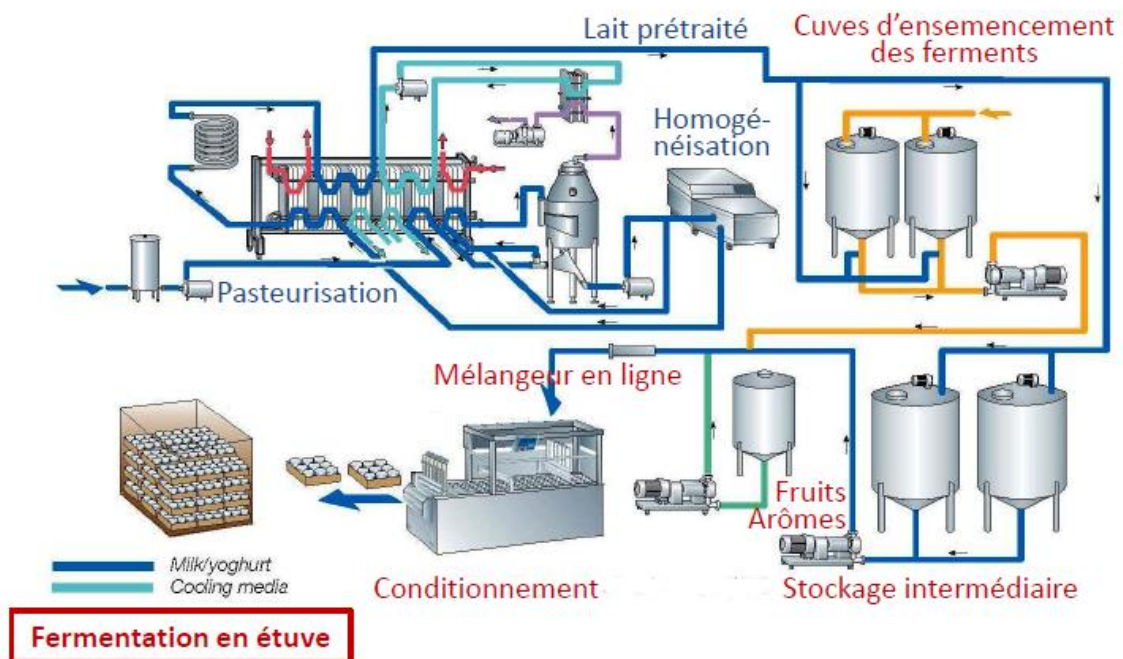 Lait prétraité
Cuves d'ensemencement
des ferments
Homogé-
néisation
Pasteurisation
Mélangeur en ligne
Fruits
Arômes
Milk/yoghurt
Cooling media
Conditionnement
Stockage intermédiaire
Fermentation en étuve